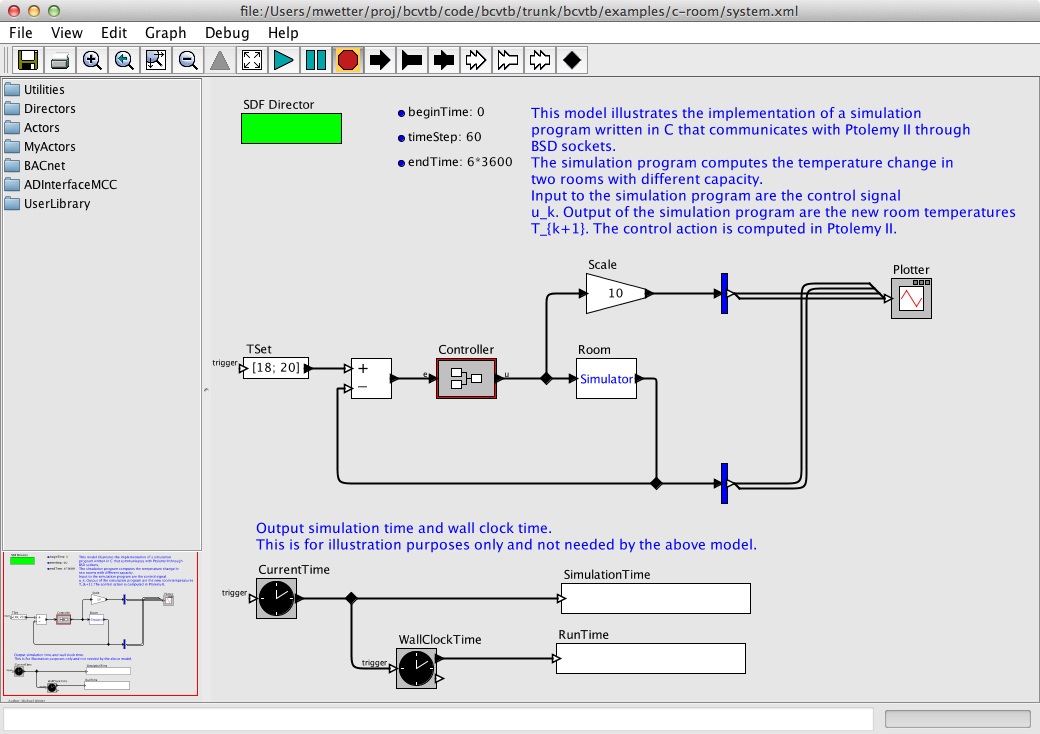 file:/Users/mwetter/proj/bcvtb/code/bcvtb/trunk/bcvtb/examples/c-room/system.xml
File View Edit Graph Debug Help
Utilities
Directors
Actors
MyActors
BACnet
ADInterfaceMCC
UserLibrary
SDF Director
beginTime: 0
timeStep: 60
endTime: 6*3600
This model illustrates the implementation of a simulation
program written in C that communicates with Ptolemy II through
BSD sockets.
The simulation program computes the temperature change in
two rooms with different capacity.
Input to the simulation program are the control signal
u_k. Output of the simulation program are the new room temperatures
T_{k+1}. The control action is computed in Ptolemy II.
Scale
10
Plotter
TSet
trigger
[18; 20]
+
−
Controller
e
u
Room
Simulator
Output simulation time and wall clock time.
This is for illustration purposes only and not needed by the above model.
CurrentTime
trigger
SimulationTime
WallClockTime
trigger
RunTime